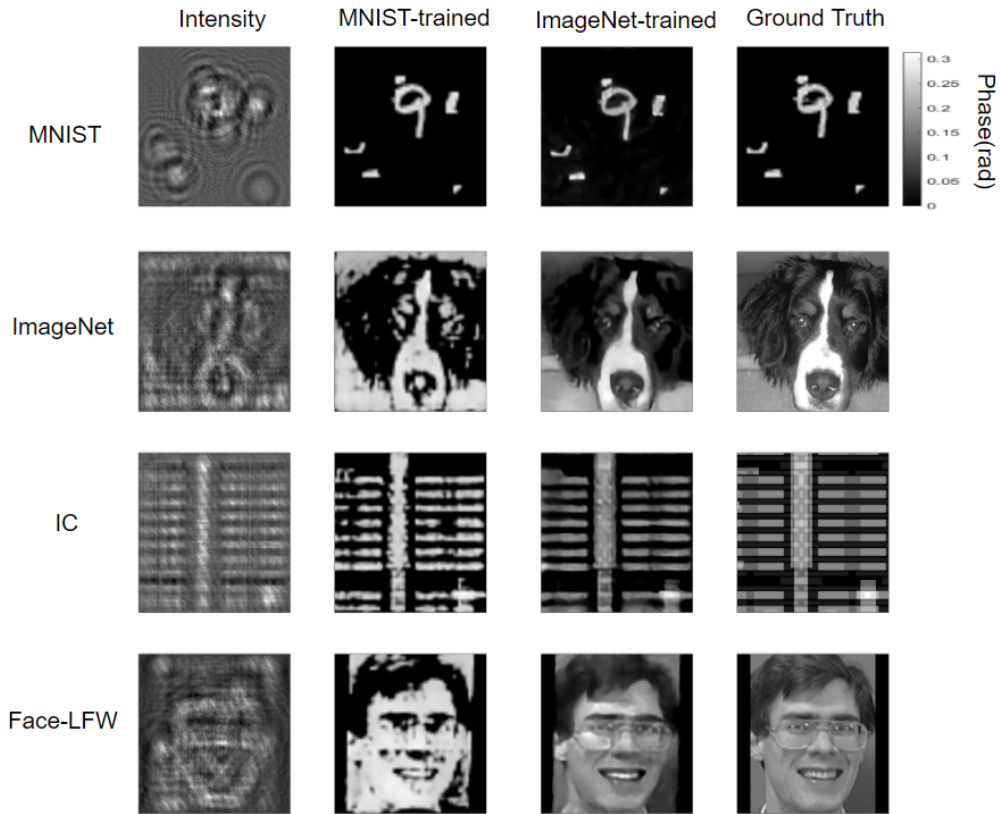 Intensity MNIST-trained ImageNet-trained Ground Truth
MNIST
0.3
0.25
0.2
0.15
0.1
0.05
0
Phase(rad)
ImageNet
IC
Face-LFW